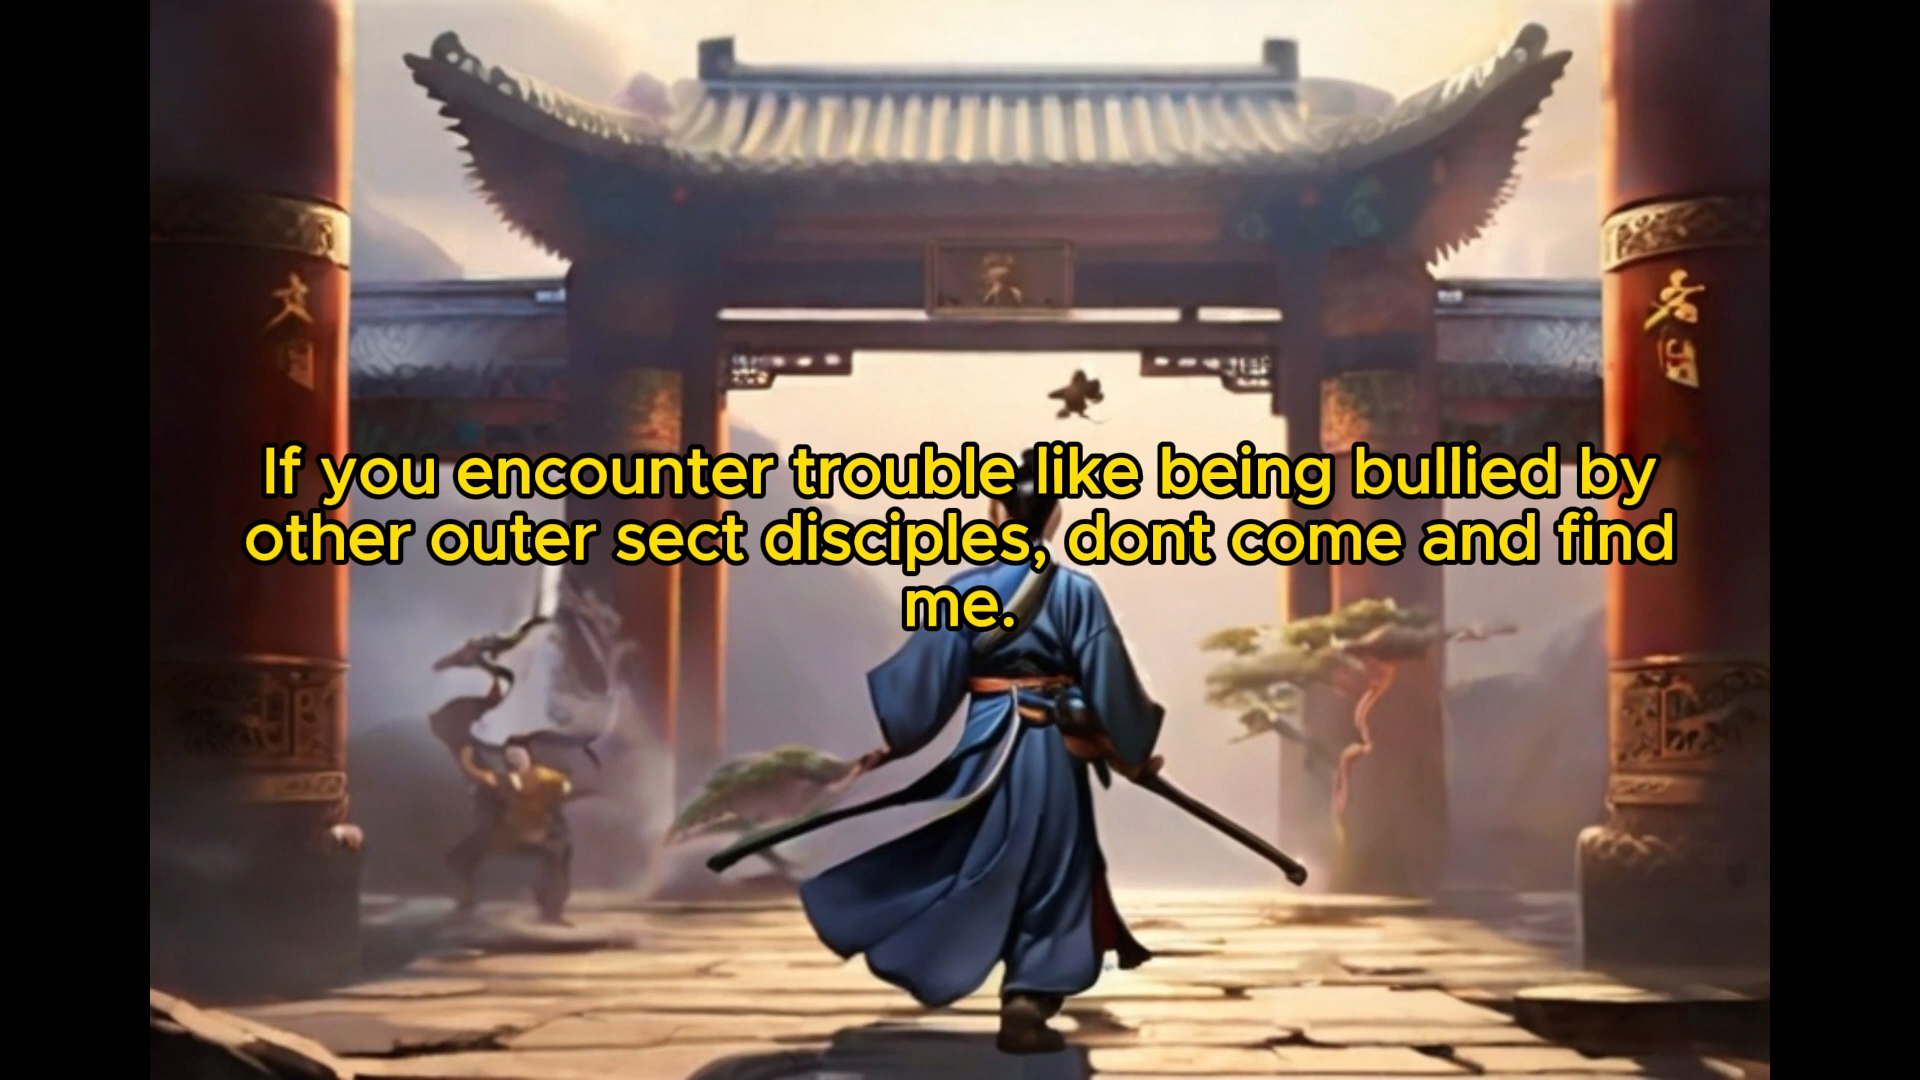 If you encounter trouble like being bullied by
other outer sect disciples, dont come and find
me.